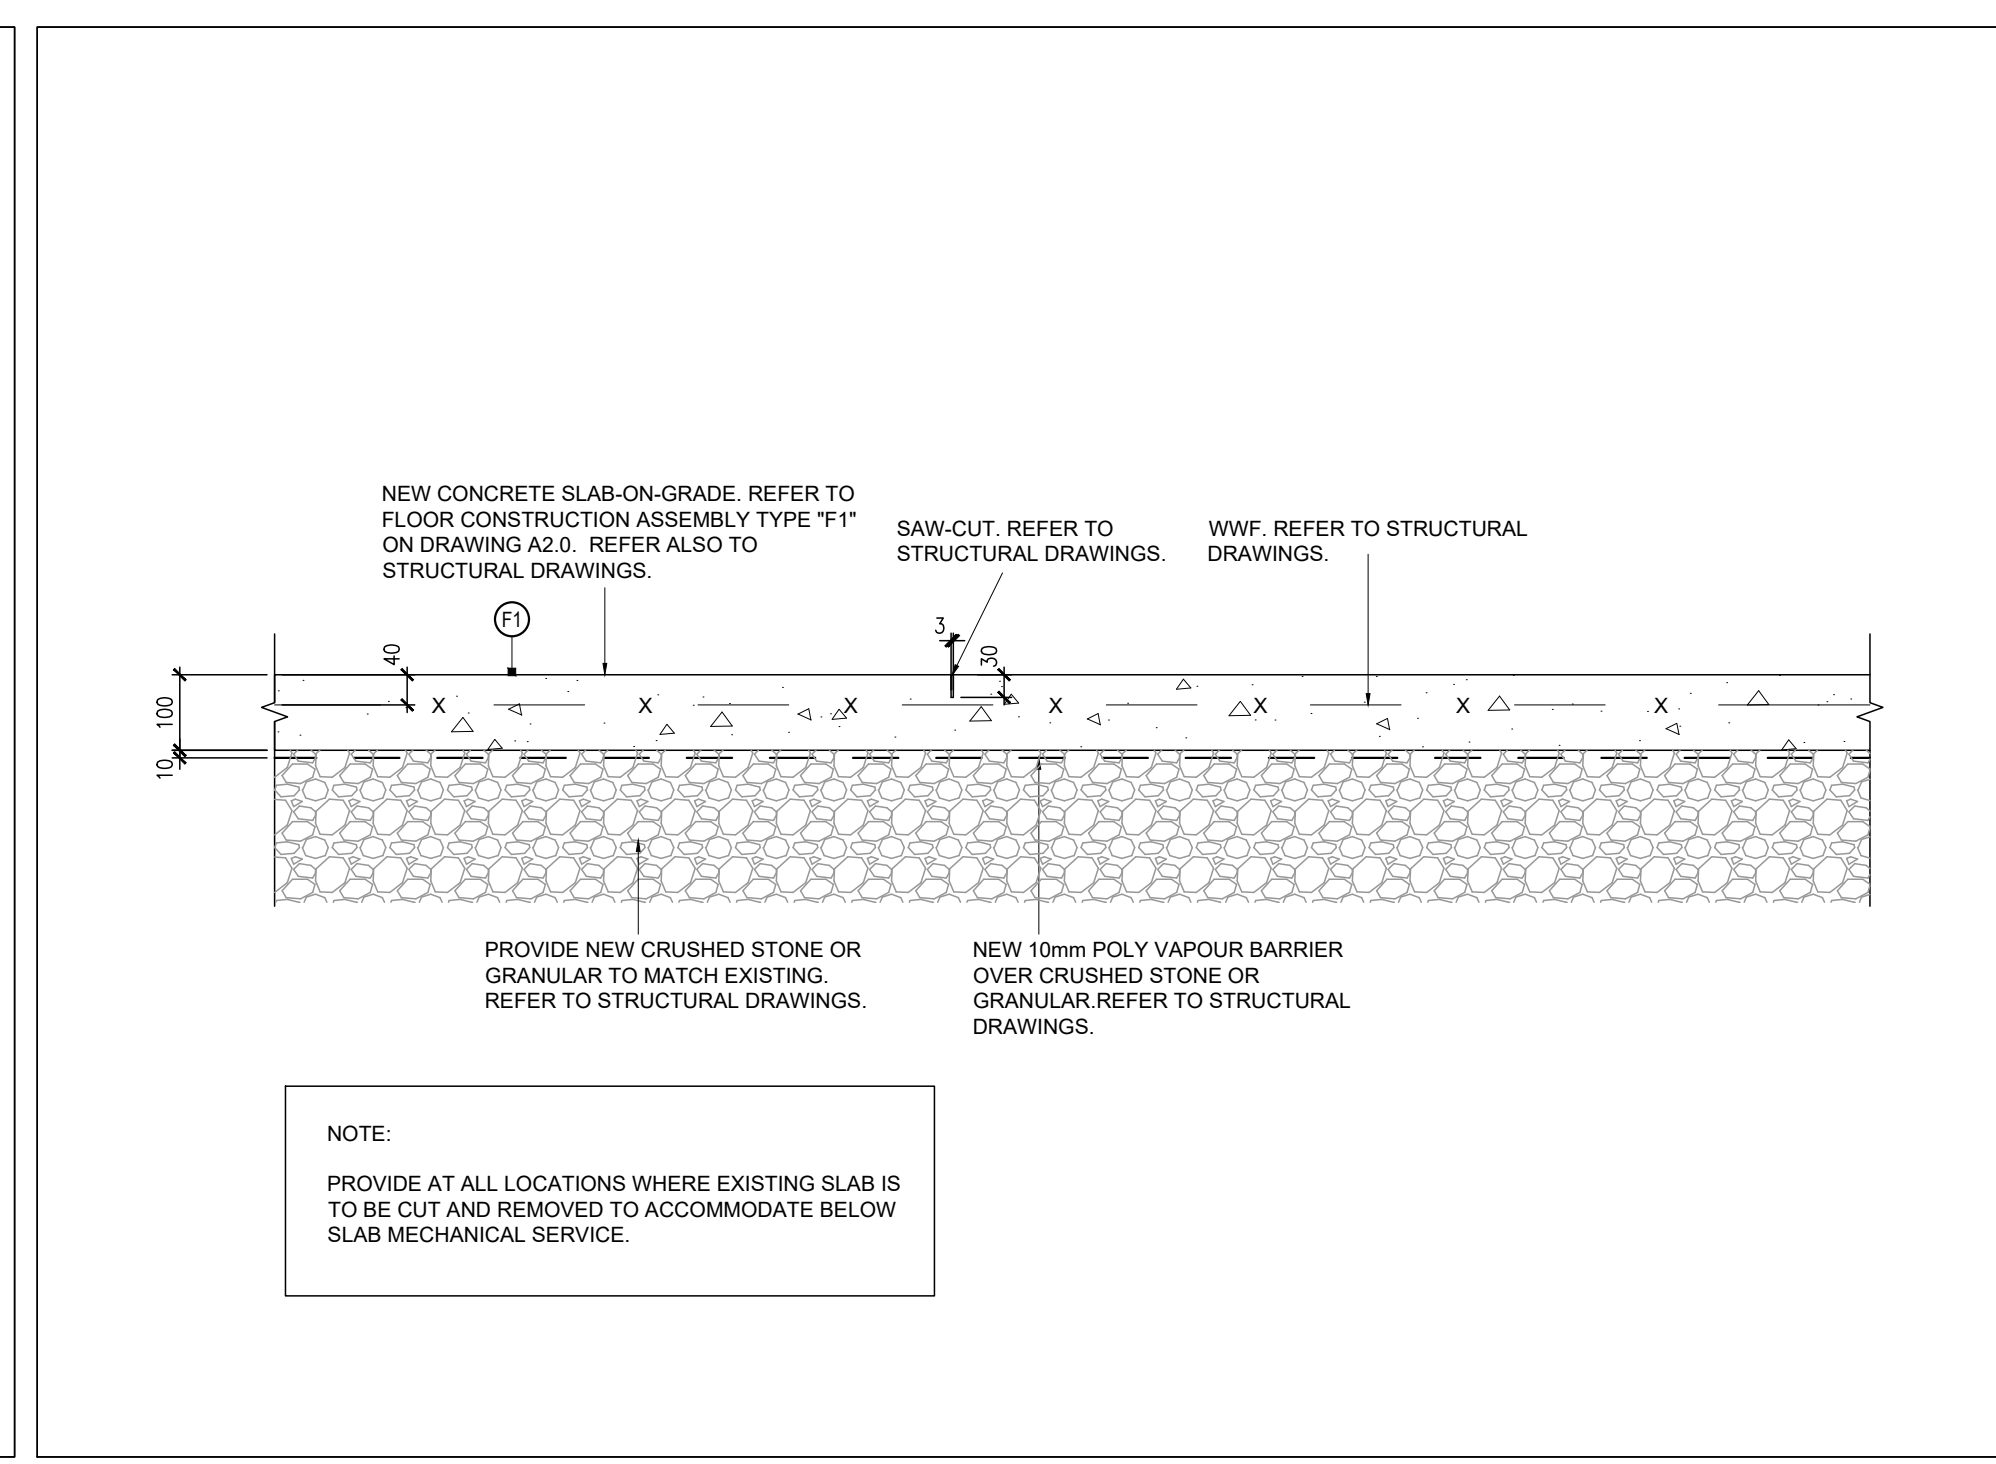 NEW CONCRETE SLAB-ON-GRADE. REFER TO
FLOOR CONSTRUCTION ASSEMBLY TYPE "F1"
ON DRAWING A2.0. REFER ALSO TO
STRUCTURAL DRAWINGS.
SAW-CUT. REFER TO
STRUCTURAL DRAWINGS.
WWF. REFER TO STRUCTURAL
DRAWINGS.
F1
3
40
30
100
10
X X X X X X X
PROVIDE NEW CRUSHED STONE OR
GRANULAR TO MATCH EXISTING.
REFER TO STRUCTURAL DRAWINGS.
NEW 10mm POLY VAPOUR BARRIER
OVER CRUSHED STONE OR
GRANULAR.REFER TO STRUCTURAL
DRAWINGS.
NOTE:
PROVIDE AT ALL LOCATIONS WHERE EXISTING SLAB IS
TO BE CUT AND REMOVED TO ACCOMMODATE BELOW
SLAB MECHANICAL SERVICE.